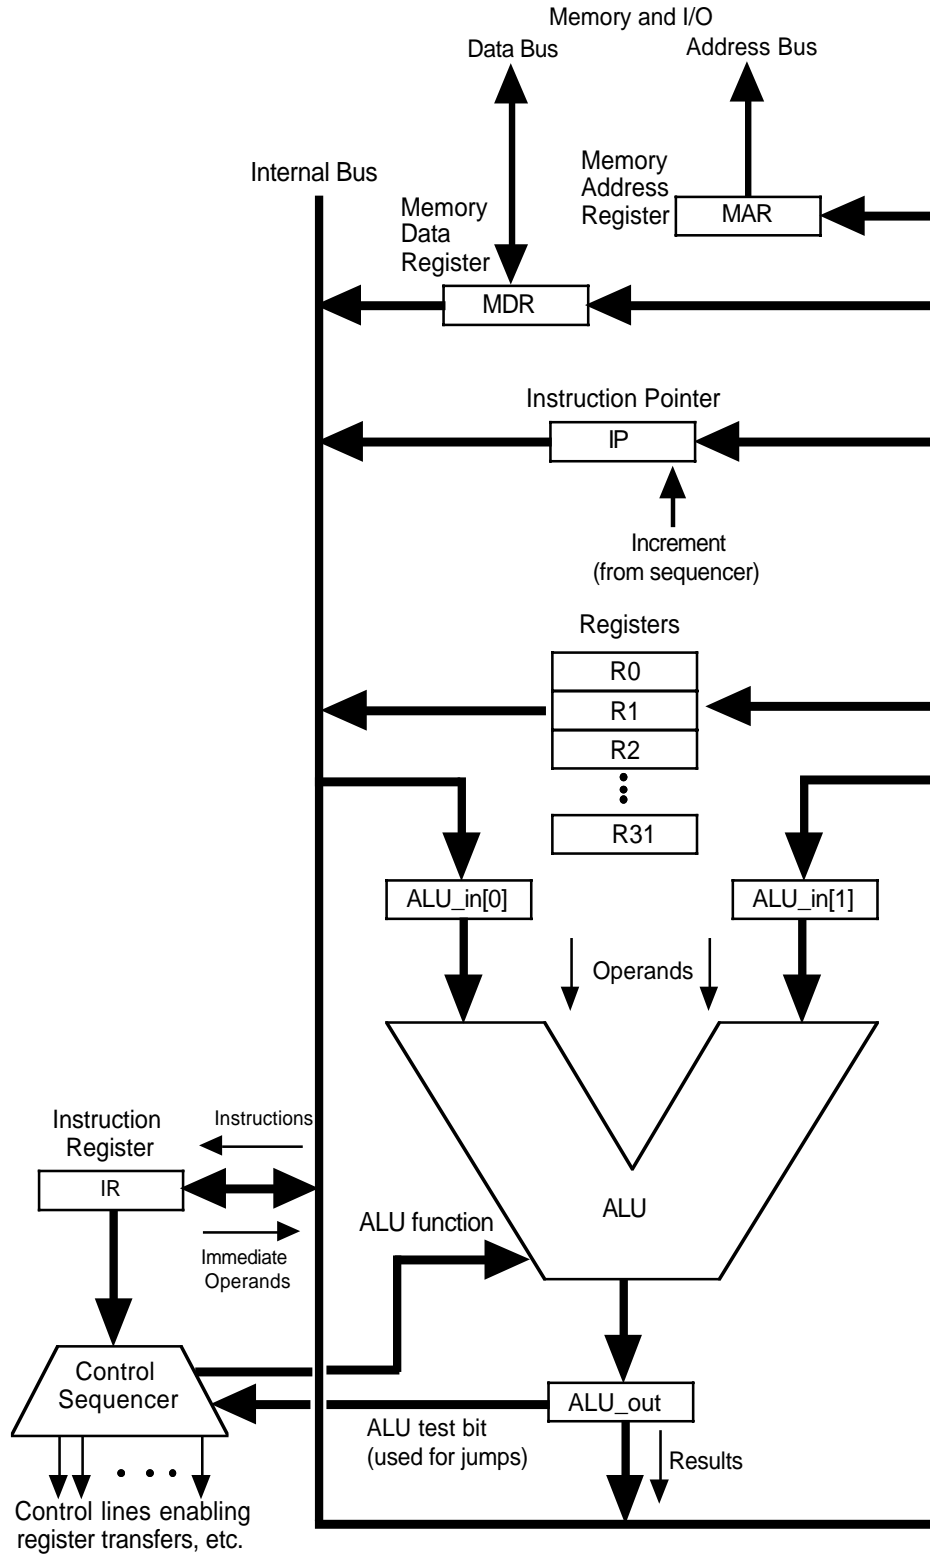 Memory and I/O
Data Bus
Address Bus
Internal Bus
Memory
Address
Register
MAR
Memory
Data
Register
MDR
Instruction Pointer
IP
Increment
(from sequencer)
Registers
R0
R1
R2
R31
ALU_in[0]
ALU_in[1]
Operands
Instruction
Register
Instructions
IR
Immediate
Operands
ALU function
ALU
Control
Sequencer
ALU_out
ALU test bit
(used for jumps)
Results
Control lines enabling
register transfers, etc.